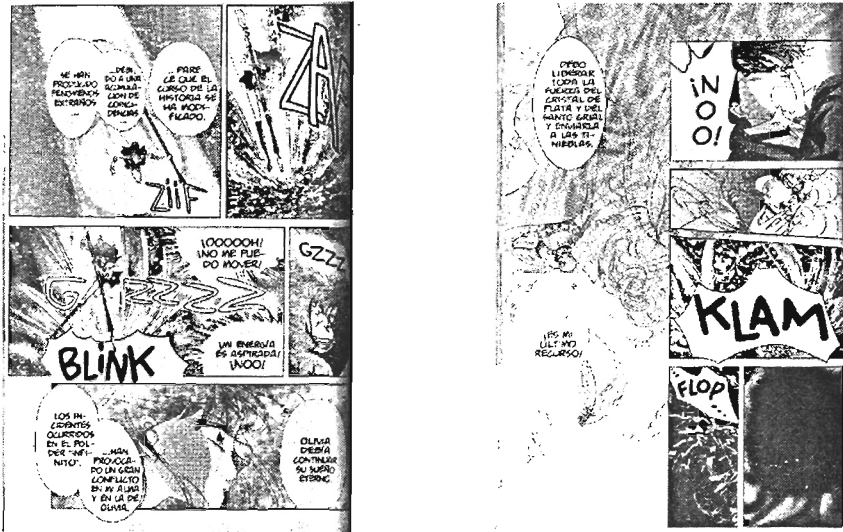 SE HAN
PRODUCIDO
FENÓMENOS
EXTRAÑOS
...
...DEBI-
DO A UNA
ACUMULA-
CIÓN DE
COINCI-
DENCIAS
... PARE
CE QUE EL
CURSO DE LA
HISTORIA SE
HA MODI-
FICADO.
ZIIF
¡OOOOOH!
¡NO ME PUE-
DO MOVER!
GZZZ
BLINK
UN ENERGÍA
ES ASPIRADA!
¡NOO!
LOS IN-
CIDENTES
OCURRIDOS
EN EL POL-
DER "INFI-
NITO".
...HAN
PROVOCA-
DO UN GRAN
CONFLICTO
EN MI ALMA
Y EN LA DE
OLIVIA.
OLIVIA
DEBÍA
CONTINUAR
SU SUEÑO
ETERNO.
DEBO
LIBERAR
TODA LA
FUERZA DEL
CRISTAL DE
PLATA Y DEL
SANTO GRIAL
Y ENVIARLA
A LAS TI-
NIEBLAS.
¡N
O
O!
¡ES MI
ÚLTIMO
RECURSO!
KLAM
FLOP